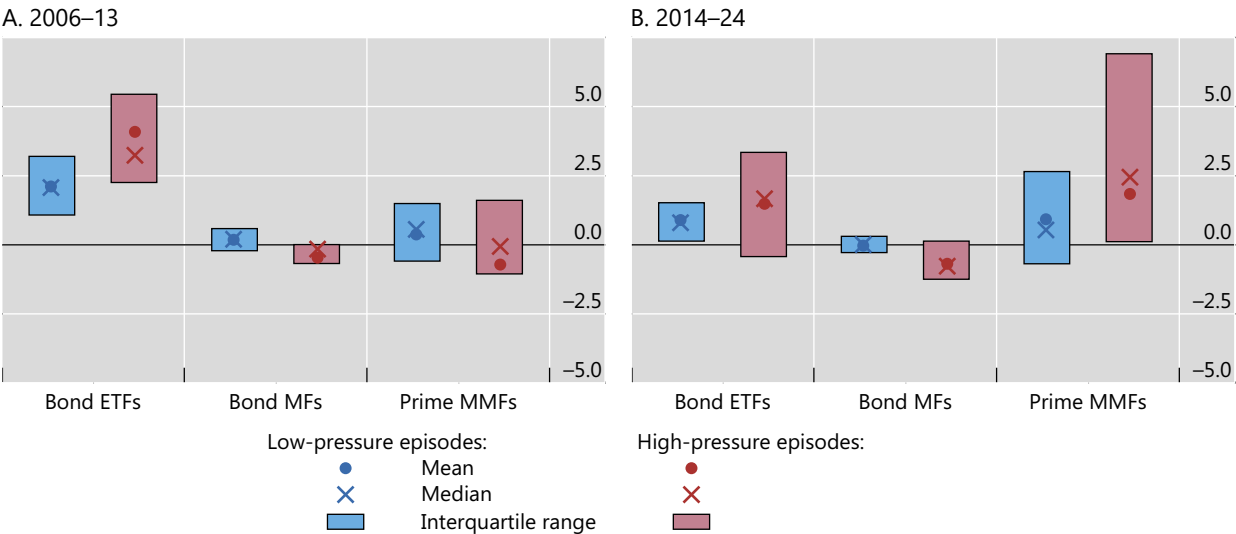 A. 2006–13
B. 2014–24
5.0
2.5
0.0
–2.5
–5.0
Bond ETFs Bond MFs Prime MMFs
5.0
2.5
0.0
–2.5
–5.0
Bond ETFs Bond MFs Prime MMFs
Low-pressure episodes: High-pressure episodes:
Mean
Median
Interquartile range